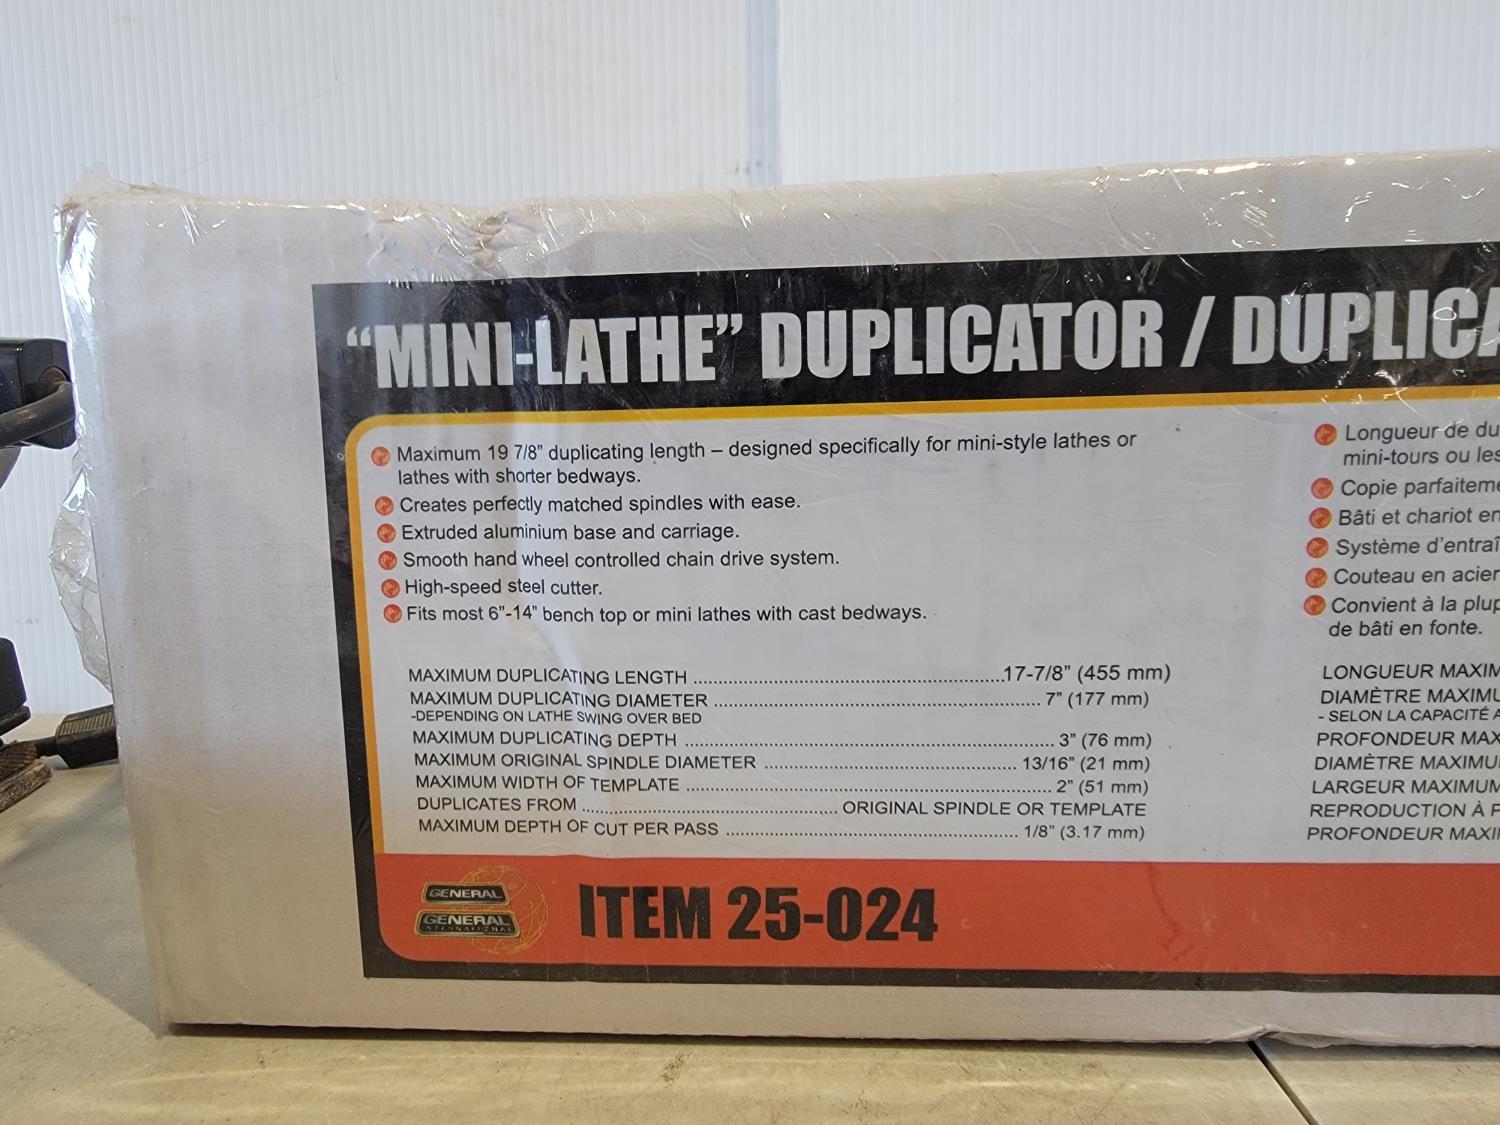 “MINI-LATHE” DUPLICATOR / DUPLICA
Maximum 19 7/8” duplicating length – designed specifically for mini-style lathes or
lathes with shorter bedways.
Creates perfectly matched spindles with ease.
Extruded aluminium base and carriage.
Smooth hand wheel controlled chain drive system.
High-speed steel cutter.
Fits most 6”-14” bench top or mini lathes with cast bedways.
MAXIMUM DUPLICATING LENGTH ........ 17-7/8” (455 mm)
MAXIMUM DUPLICATING DIAMETER ........ 7” (177 mm)
-DEPENDING ON LATHE SWING OVER BED
MAXIMUM DUPLICATING DEPTH ........ 3” (76 mm)
MAXIMUM ORIGINAL SPINDLE DIAMETER ........ 13/16” (21 mm)
MAXIMUM WIDTH OF TEMPLATE ........ 2” (51 mm)
DUPLICATES FROM ........ ORIGINAL SPINDLE OR TEMPLATE
MAXIMUM DEPTH OF CUT PER PASS ........ 1/8” (3.17 mm)
Longueur de du
mini-tours ou les
Copie parfaiteme
Bâti et chariot en
Système d’entraî
Couteau en acier
Convient à la plup
de bâti en fonte.
LONGUEUR MAXIM
DIAMÈTRE MAXIMU
- SELON LA CAPACITÉ A
PROFONDEUR MAX
DIAMÈTRE MAXIMU
LARGEUR MAXIMUM
REPRODUCTION À P
PROFONDEUR MAXI
GENERAL
GENERAL
INTERNATIONAL
ITEM 25-024